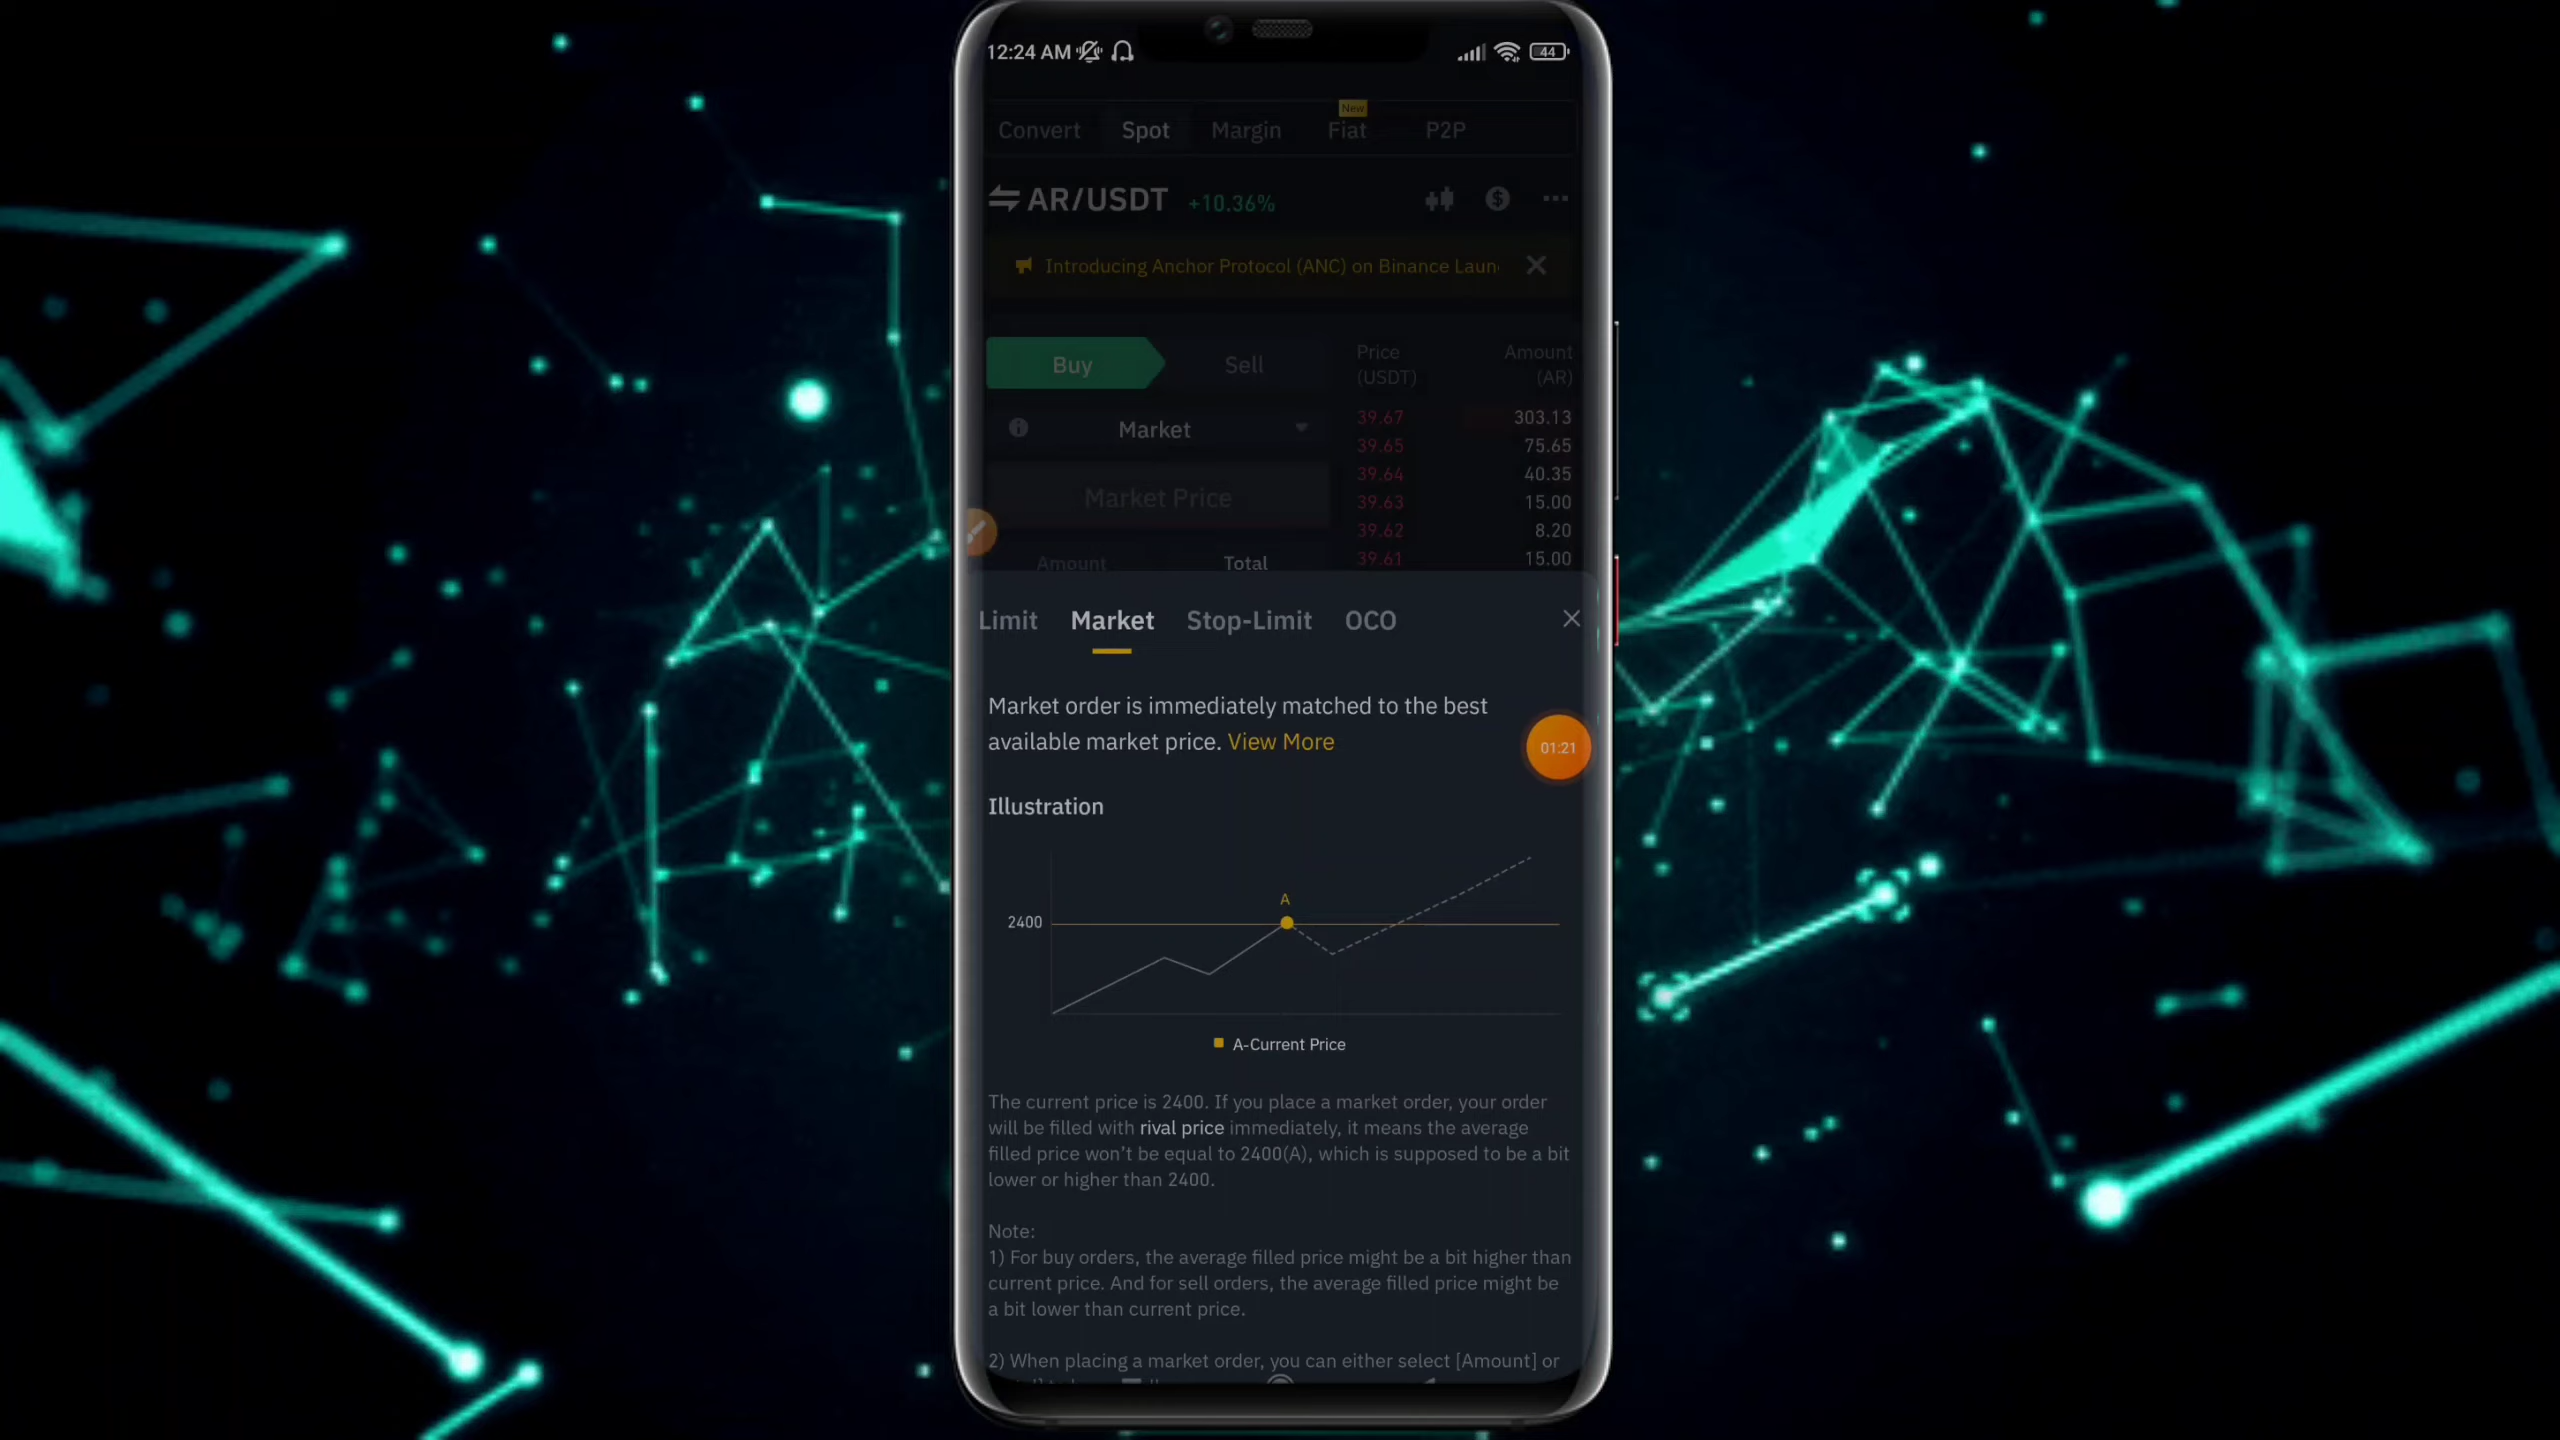 12:24 AM 44
New
Convert Spot Margin Fiat P2P
AR/USDT +10.36%
Introducing Anchor Protocol (ANC) on Binance Laun
Buy Sell
Price Amount
(USDT) (AR)
39.67 303.13
Market
39.65 75.65
39.64 40.35
Market Price
39.63 15.00
39.62 8.20
39.61 15.00
Amount Total
Limit Market Stop-Limit OCO
Market order is immediately matched to the best
available market price. View More
01:21
Illustration
A
2400
A-Current Price
The current price is 2400. If you place a market order, your order
will be filled with rival price immediately, it means the average
filled price won't be equal to 2400(A), which is supposed to be a bit
lower or higher than 2400.
Note:
1) For buy orders, the average filled price might be a bit higher than
current price. And for sell orders, the average filled price might be
a bit lower than current price.
2) When placing a market order, you can either select [Amount] or